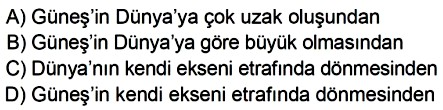 A) Güneş'in Dünya'ya çok uzak oluşundan
B) Güneş'in Dünya'ya göre büyük olmasından
C) Dünya'nın kendi ekseni etrafında dönmesinden
D) Güneş'in kendi ekseni etrafında dönmesinden